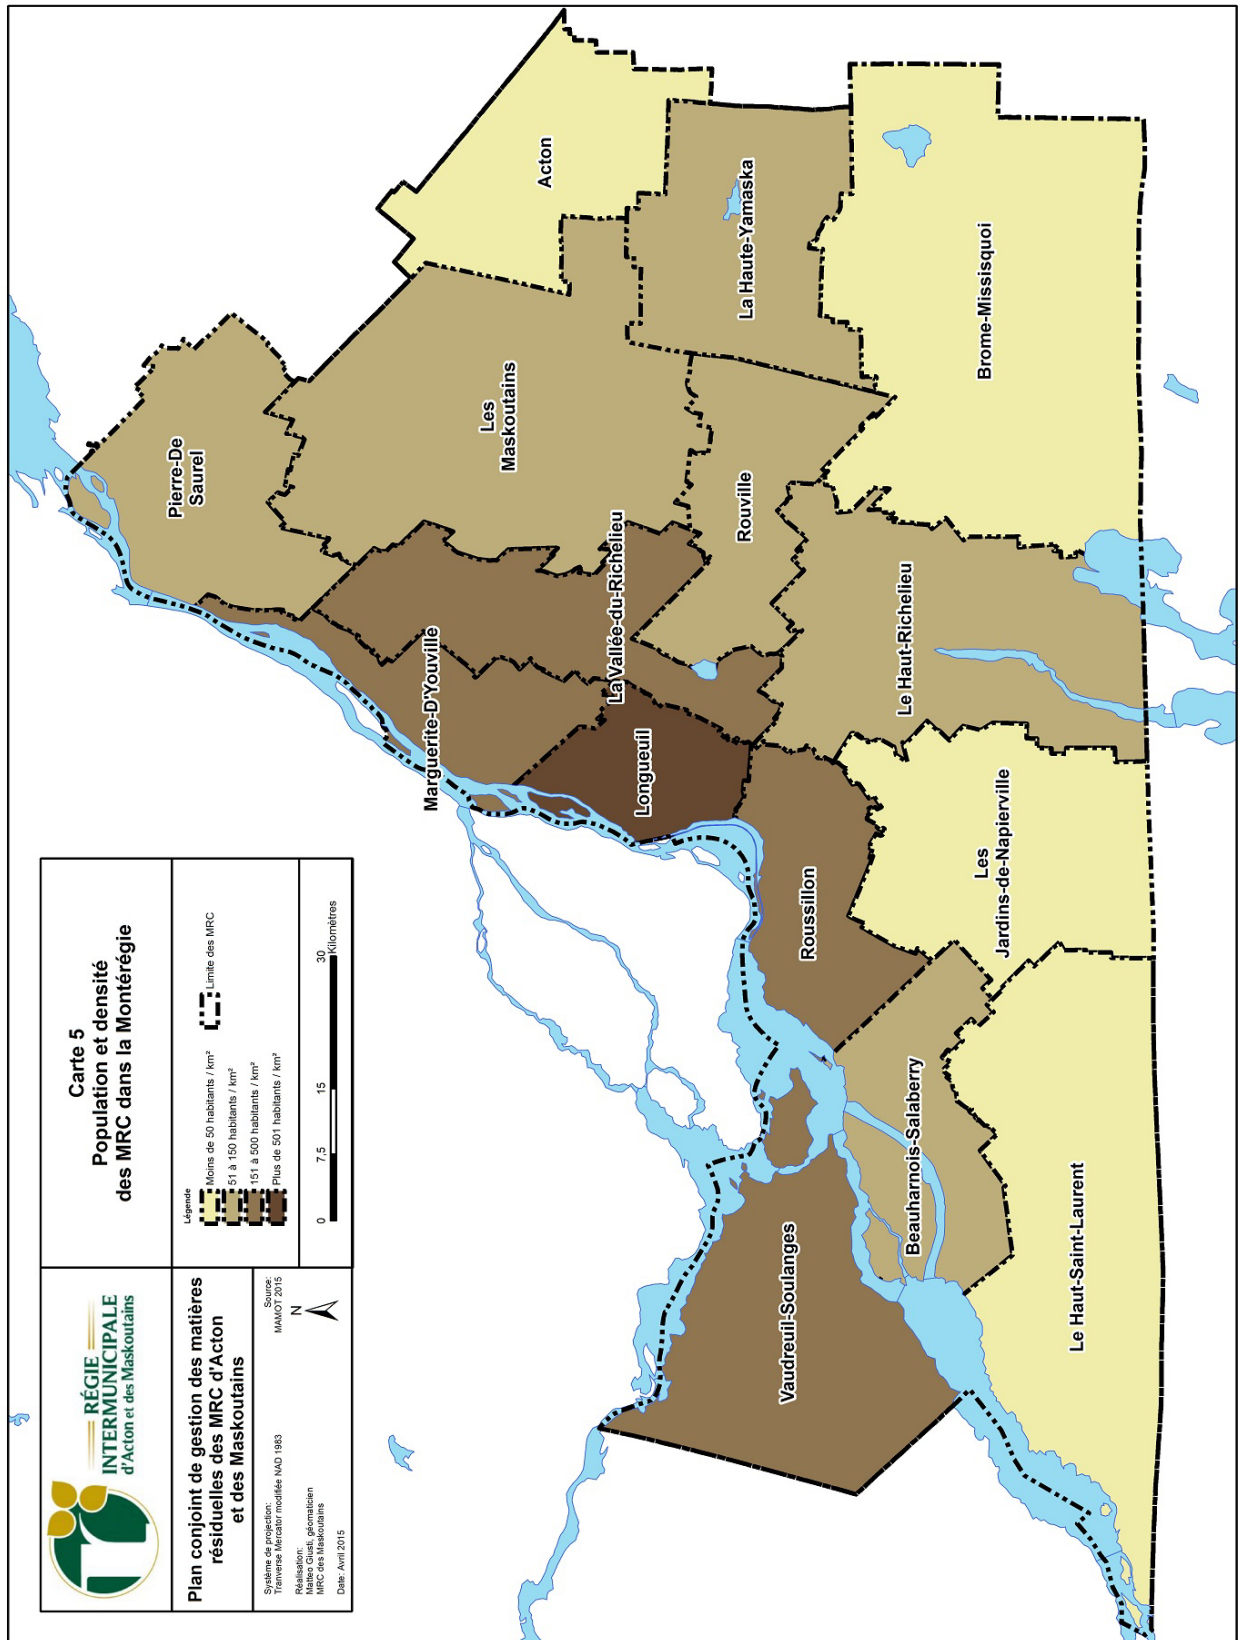 RÉGIE
INTERMUNICIPALE
d'Acton et des Maskoutains
Plan conjoint de gestion des matières
résiduelles des MRC d'Acton
et des Maskoutains
Système de projection:
Tranverse Mercator modifiée NAD 1983
Réalisation:
Matteo Giusti, géomaticien
MRC des Maskoutains
Date: Avril 2015
Source:
MAMOT 2015
N
Carte 5
Population et densité
des MRC dans la Montérégie
Légende
Moins de 50 habitants / km²
51 à 150 habitants / km²
151 à 500 habitants / km²
Plus de 501 habitants / km²
Limite des MRC
0
7,5
15
30
Kilomètres
Pierre-De
Saurel
Acton
Les
Maskoutains
Marguerite-D'Youville
La Vallée-du-Richelieu
Longueuil
La Haute-Yamaska
Rouville
Vaudreuil-Soulanges
Roussillon
Beauharnois-Salaberry
Le Haut-Richelieu
Brome-Missisquoi
Les
Jardins-de-Napierville
Le Haut-Saint-Laurent